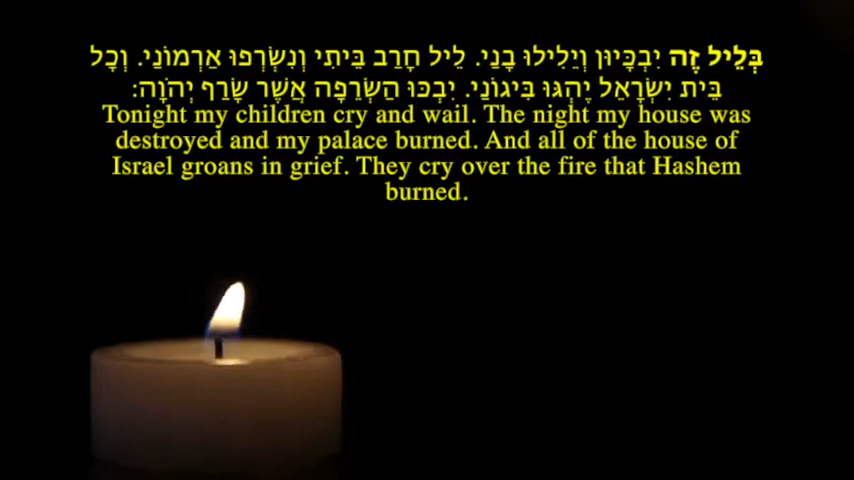 בְּלֵיל זֶה יִבְכָּיוּן וְיֵלִילוּ בָנַי. לֵיל חָרַב בֵּיתִי וְנִשְׂרְפוּ אַרְמוֹנַי. וְכָל
בֵּית יִשְׂרָאֵל יֶהְגּוּ בִּיגוֹנַי. יִבְכּוּ הַשְּׂרֵפָה אֲשֶׁר שָׂרַף יְהֹוָה:
Tonight my children cry and wail. The night my house was
destroyed and my palace burned. And all of the house of
Israel groans in grief. They cry over the fire that Hashem
burned.